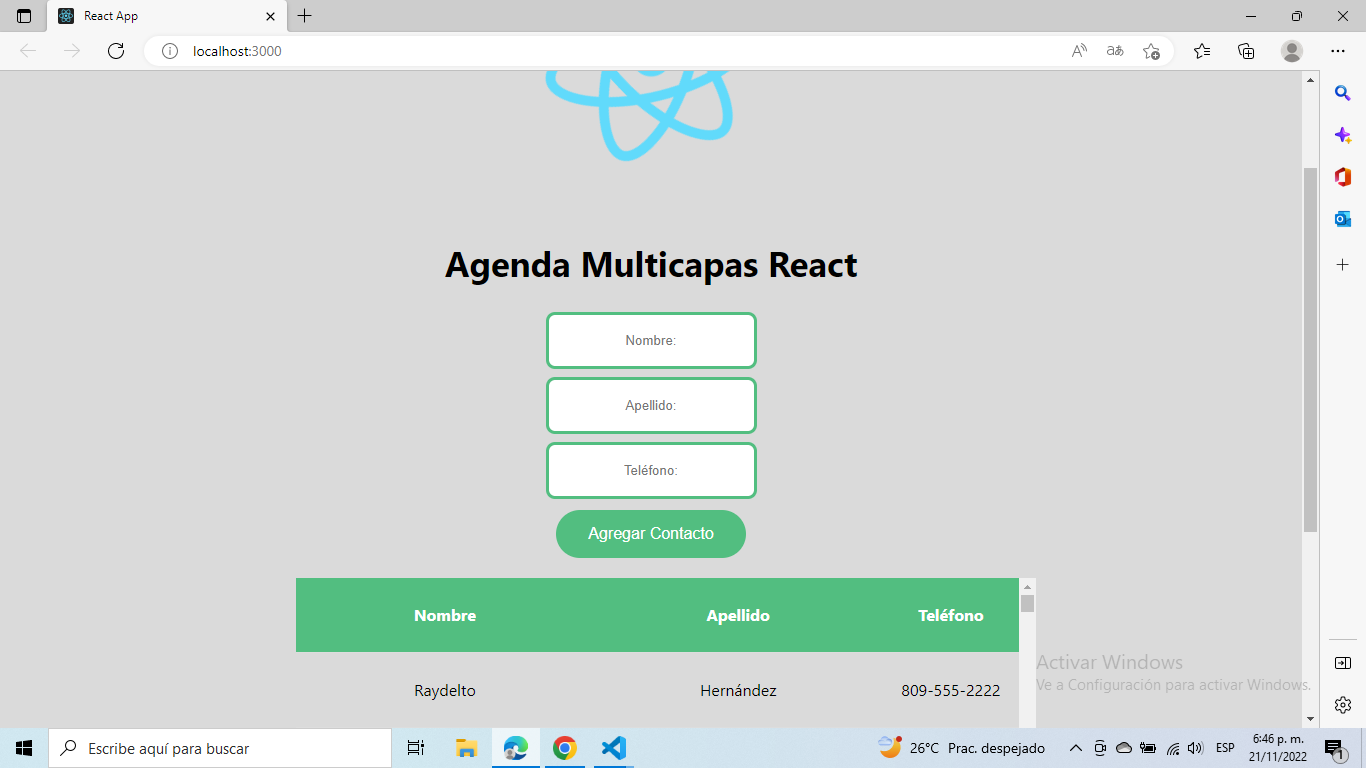 React App
localhost:3000
Agenda Multicapas React
Nombre:
Apellido:
Teléfono:
Agregar Contacto
Nombre Apellido Teléfono
Raydelto Hernández 809-555-2222
Activar Windows
Ve a Configuración para activar Windows.
Escribe aquí para buscar
26°C Prac. despejado
ESP
6:46 p. m.
21/11/2022
1